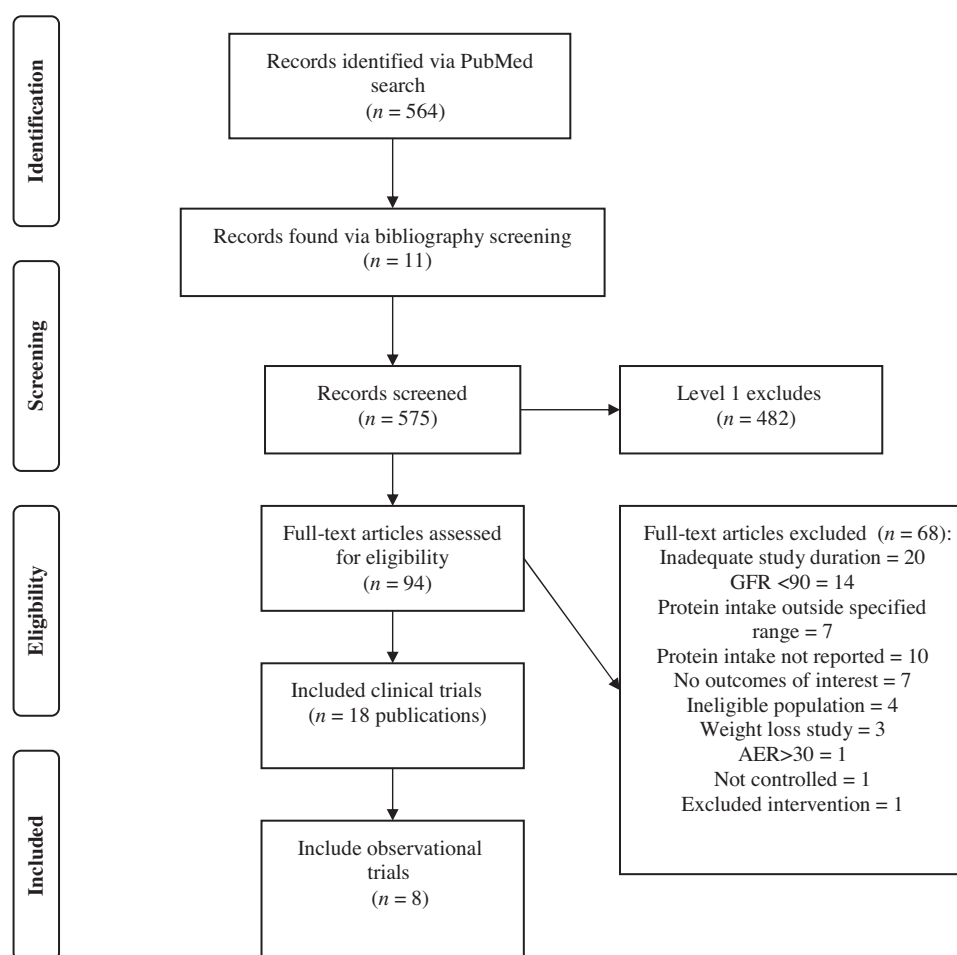 Identification
Records identified via PubMed
search
(n = 564)
Records found via bibliography screening
(n = 11)
Screening
Records screened
(n = 575)
Level 1 excludes
(n = 482)
Eligibility
Full-text articles assessed
for eligibility
(n = 94)
Full-text articles excluded (n = 68):
Inadequate study duration = 20
GFR <90 = 14
Protein intake outside specified
range = 7
Protein intake not reported = 10
No outcomes of interest = 7
Ineligible population = 4
Weight loss study = 3
AER>30 = 1
Not controlled = 1
Excluded intervention = 1
Included clinical trials
(n = 18 publications)
Included
Include observational
trials
(n = 8)